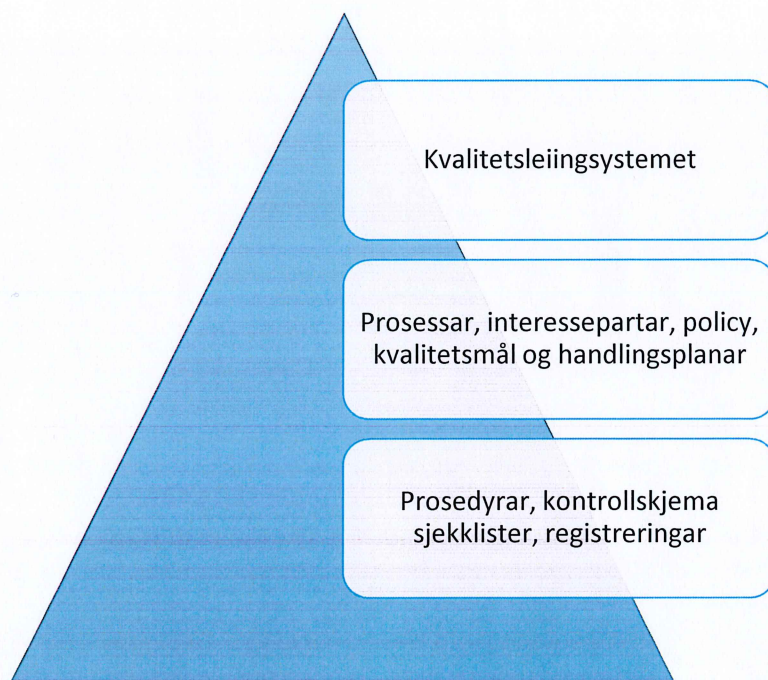 Kvalitetsleiingsystemet
Prosessar, interessepartar, policy,
kvalitetsmål og handlingsplanar
Prosedyrar, kontrollskjema
sjekklister, registreringar